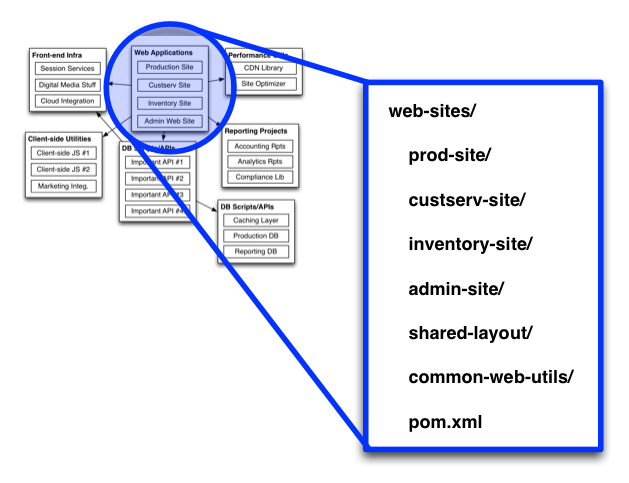 Front-end Infra
Session Services
Digital Media Stuff
Cloud Integration
Web Applications
Production Site
Custserv Site
Inventory Site
Admin Web Site
CDN Library
Site Optimizer
Client-side Utilities
Client-side JS #1
Client-side JS #2
Marketing Integ.
DB Scripts/APIs
Important API #1
Important API #2
Important API #3
Important API #4
Reporting Projects
Accounting Rpts
Analytics Rpts
Compliance Lib
DB Scripts/APIs
Caching Layer
Production DB
Reporting DB
web-sites/
prod-site/
custserv-site/
inventory-site/
admin-site/
shared-layout/
common-web-utils/
pom.xml